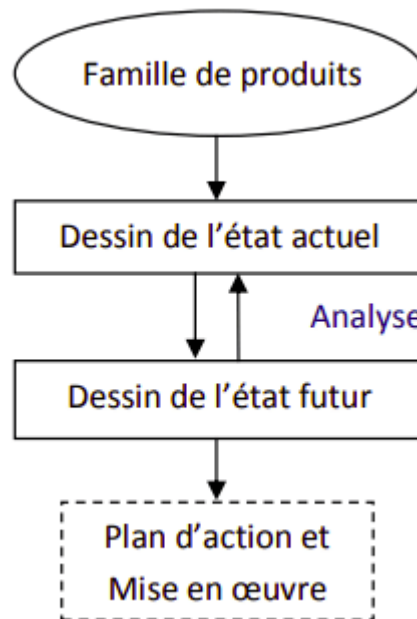 Famille de produits
Dessin de l’état actuel
Analyse
Dessin de l’état futur
Plan d’action et
Mise en œuvre